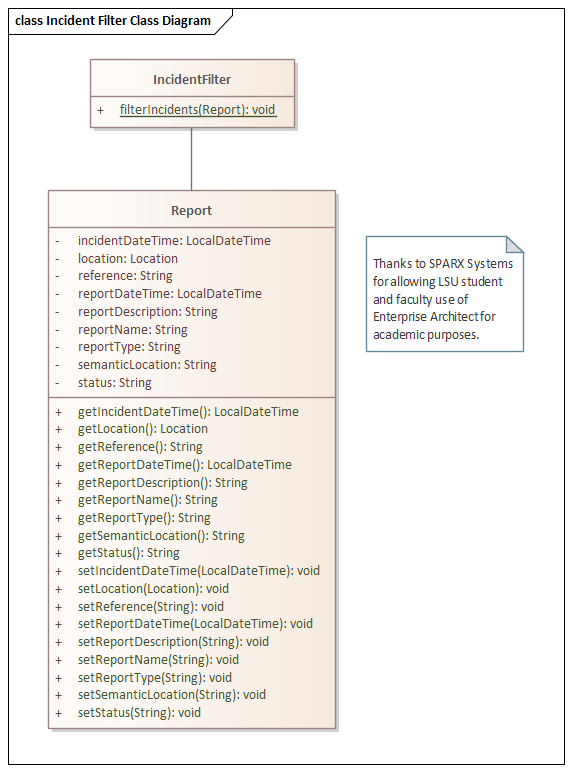 class Incident Filter Class Diagram
IncidentFilter
+ filterIncidents(Report): void
Report
- incidentDateTime: LocalDateTime
- location: Location
- reference: String
- reportDateTime: LocalDateTime
- reportDescription: String
- reportName: String
- reportType: String
- semanticLocation: String
- status: String
+ getIncidentDateTime(): LocalDateTime
+ getLocation(): Location
+ getReference(): String
+ getReportDateTime(): LocalDateTime
+ getReportDescription(): String
+ getReportName(): String
+ getReportType(): String
+ getSemanticLocation(): String
+ getStatus(): String
+ setIncidentDateTime(LocalDateTime): void
+ setLocation(Location): void
+ setReference(String): void
+ setReportDateTime(LocalDateTime): void
+ setReportDescription(String): void
+ setReportName(String): void
+ setReportType(String): void
+ setSemanticLocation(String): void
+ setStatus(String): void
Thanks to SPARX Systems
for allowing LSU student
and faculty use of
Enterprise Architect for
academic purposes.